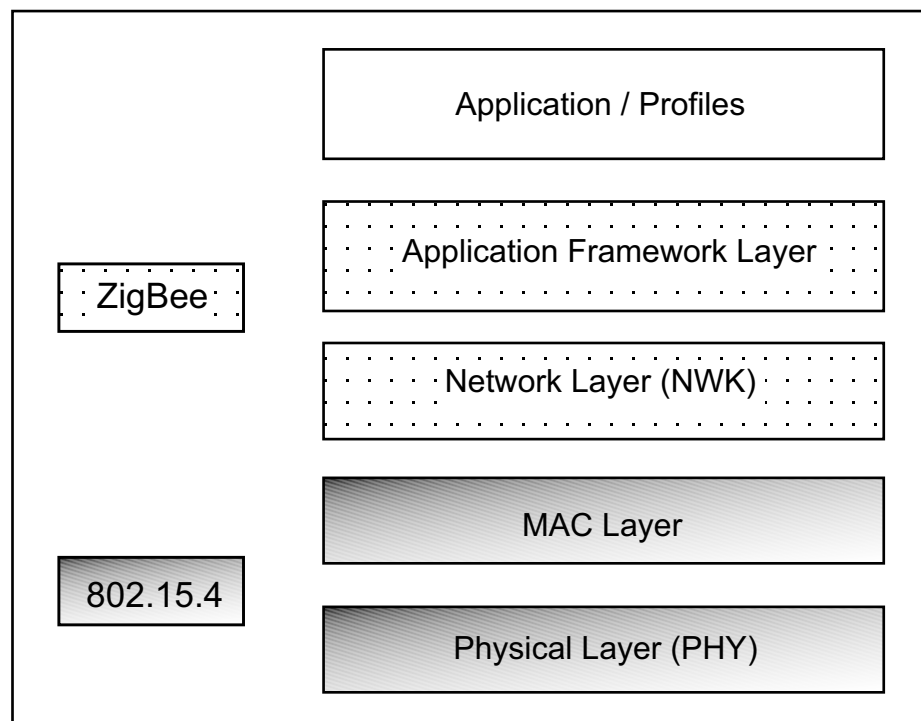 Application / Profiles
Application Framework Layer
ZigBee
Network Layer (NWK)
MAC Layer
802.15.4
Physical Layer (PHY)